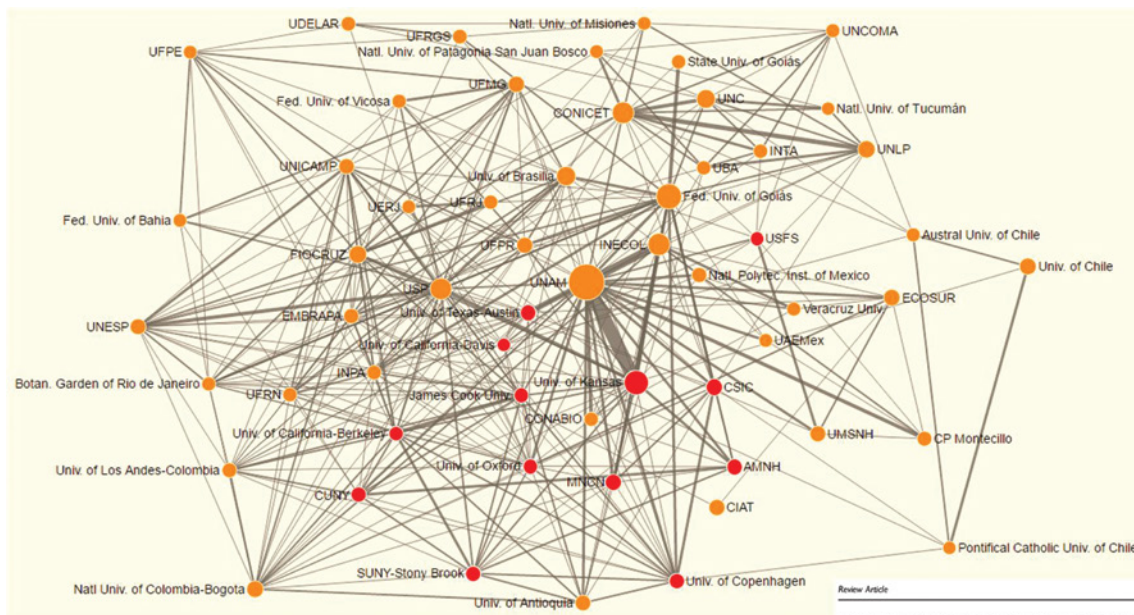 UDELAR
Natl. Univ. of Misiones
UFRGS
UNCOMA
UFPE
Natl. Univ. of Patagonia San Juan Bosco
State Univ. of Goiás
UFMG
Fed. Univ. of Vicosa
UNC
CONICET
Natl. Univ. of Tucumán
INTA
UNLP
UNICAMP
UBA
Univ. of Brasilia
Fed. Univ. of Goiás
UERJ
UFRJ
Fed. Univ. of Bahia
Austral Univ. of Chile
USFS
UFPR
INECOL
FIOCRUZ
Univ. of Chile
Natl. Polytec. Inst. of Mexico
UNAM
USP
ECOSUR
Veracruz Univ.
Univ. of Texas-Austin
EMBRAPA
UNESP
UAEMex
Univ. of California-Davis
INPA
Botan. Garden of Rio de Janeiro
Univ. of Kansas
CSIC
UFRN
James Cook Univ.
CONABIO
Univ. of California-Berkeley
UMSNH
CP Montecillo
Univ. of Los Andes-Colombia
Univ. of Oxford
AMNH
MNCN
CUNY
CIAT
Pontifical Catholic Univ. of Chile
SUNY-Stony Brook
Univ. of Copenhagen
Natl Univ. of Colombia-Bogota
Univ. of Antioquia
Review Article